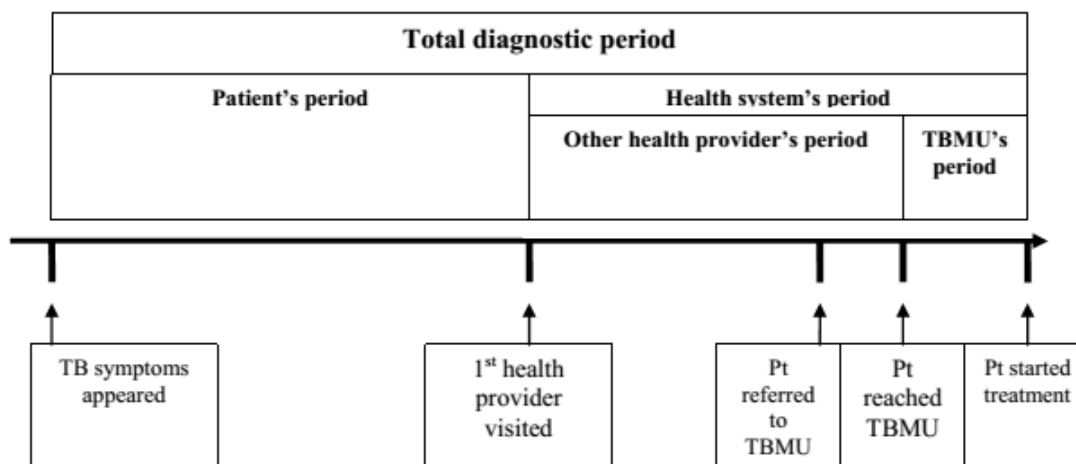 Total diagnostic period
Patient's period
Health system's period
Other health provider's period
TBMU's
period
TB symptoms
appeared
1st health
provider
visited
Pt
referred
to
TBMU
Pt
reached
TBMU
Pt started
treatment